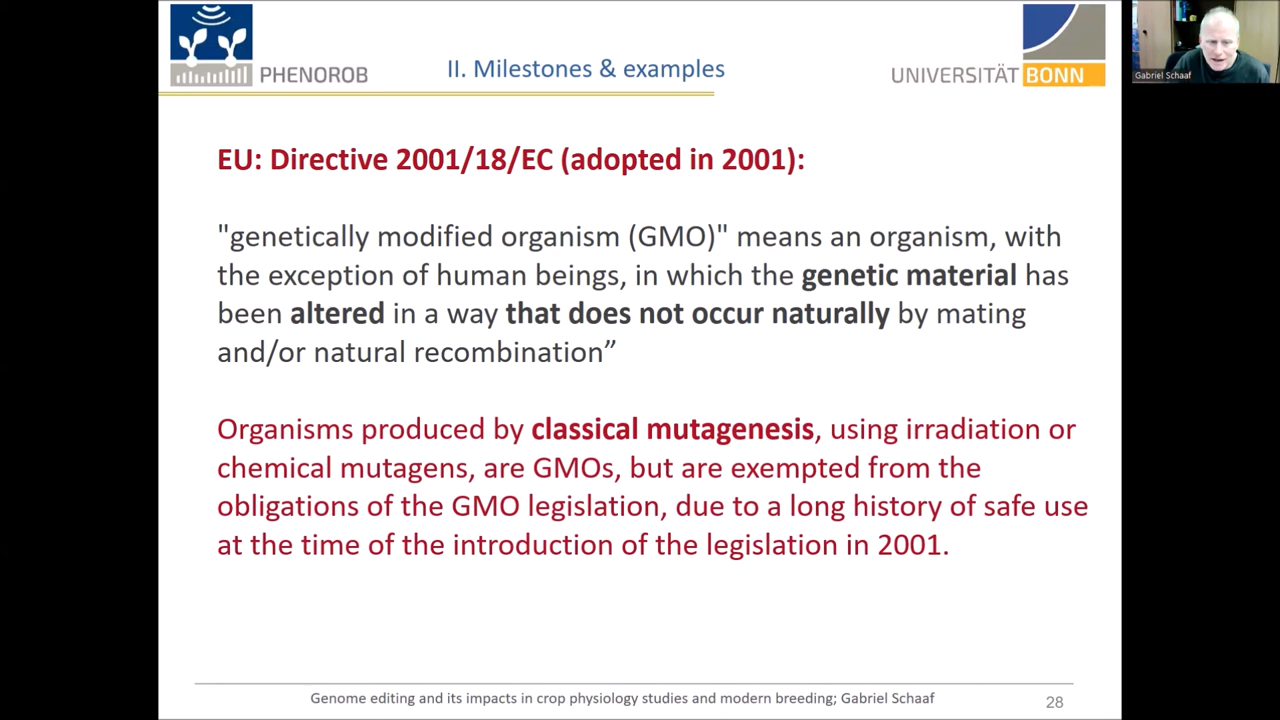 PHENOROB
II. Milestones & examples
UNIVERSITÄT BONN
Gabriel Schaaf
EU: Directive 2001/18/EC (adopted in 2001):
"genetically modified organism (GMO)" means an organism, with
the exception of human beings, in which the genetic material has
been altered in a way that does not occur naturally by mating
and/or natural recombination”
Organisms produced by classical mutagenesis, using irradiation or
chemical mutagens, are GMOs, but are exempted from the
obligations of the GMO legislation, due to a long history of safe use
at the time of the introduction of the legislation in 2001.
Genome editing and its impacts in crop physiology studies and modern breeding; Gabriel Schaaf
28